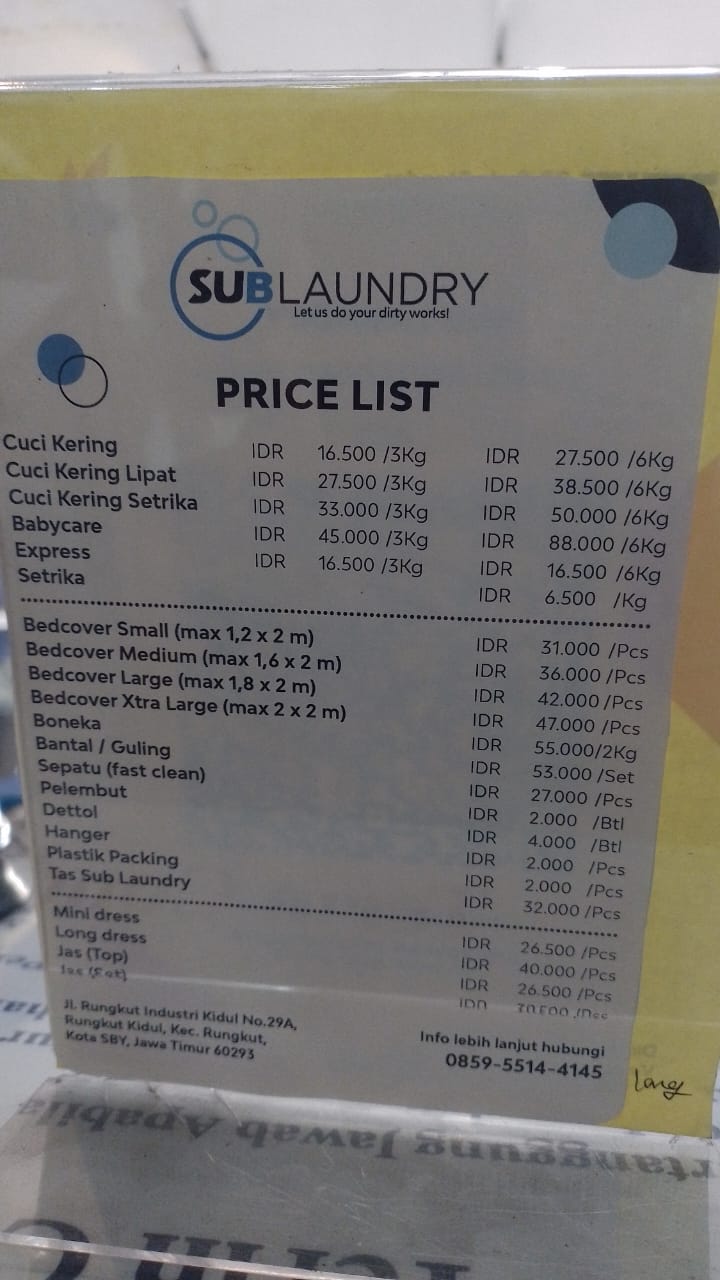 SUBLAUNDRY
Let us do your dirty works!
PRICE LIST
Cuci Kering IDR 16.500 /3Kg IDR 27.500 /6Kg
Cuci Kering Lipat IDR 27.500 /3Kg IDR 38.500 /6Kg
Cuci Kering Setrika IDR 33.000 /3Kg IDR 50.000 /6Kg
Babycare IDR 45.000 /3Kg IDR 88.000 /6Kg
Express IDR 16.500 /3Kg IDR 16.500 /6Kg
Setrika IDR 6.500 /Kg
Bedcover Small (max 1,2 x 2 m) IDR 31.000 /Pcs
Bedcover Medium (max 1,6 x 2 m) IDR 36.000 /Pcs
Bedcover Large (max 1,8 x 2 m) IDR 42.000 /Pcs
Bedcover Xtra Large (max 2 x 2 m) IDR 47.000 /Pcs
Boneka IDR 55.000/2Kg
Bantal / Guling IDR 53.000 /Set
Sepatu (fast clean) IDR 27.000 /Pcs
Pelembut IDR 2.000 /Btl
Dettol IDR 4.000 /Btl
Hanger IDR 2.000 /Pcs
Plastik Packing IDR 2.000 /Pcs
Tas Sub Laundry IDR 32.000 /Pcs
Mini dress IDR 26.500 /Pcs
Long dress IDR 40.000 /Pcs
Jas (Top) IDR 26.500 /Pcs
Jas IDR
Jl. Rungkut Industri Kidul No.29A,
Rungkut Kidul, Kec. Rungkut,
Kota SBY, Jawa Timur 60293
Info lebih lanjut hubungi
0859-5514-4145
Long
rtanggung Jawab Apabila